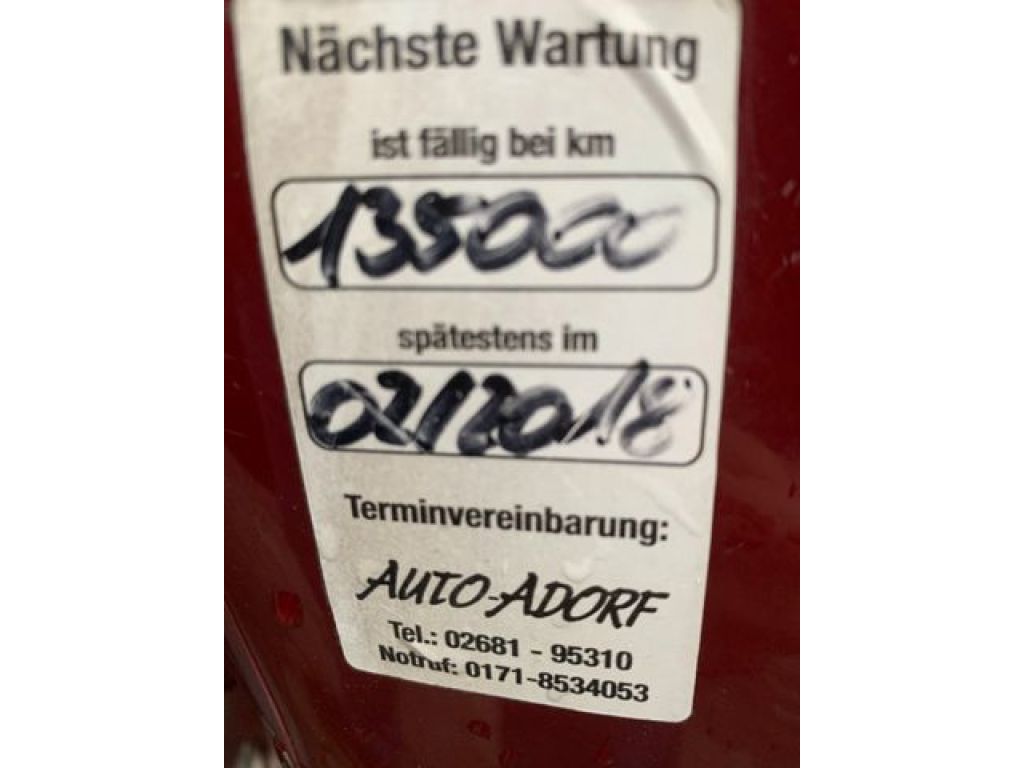 Nächste Wartung
ist fällig bei km
135000
spätestens im
02/2018
Terminvereinbarung:
AUTO-ADORF
Tel.: 02681 - 95310
Notruf: 0171-8534053